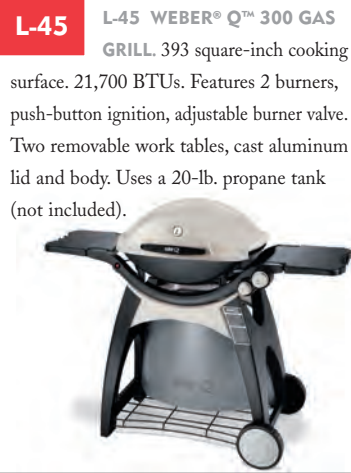 L-45
L-45 WEBER® Q™ 300 GAS
GRILL. 393 square-inch cooking
surface. 21,700 BTUs. Features 2 burners,
push-button ignition, adjustable burner valve.
Two removable work tables, cast aluminum
lid and body. Uses a 20-lb. propane tank
(not included).